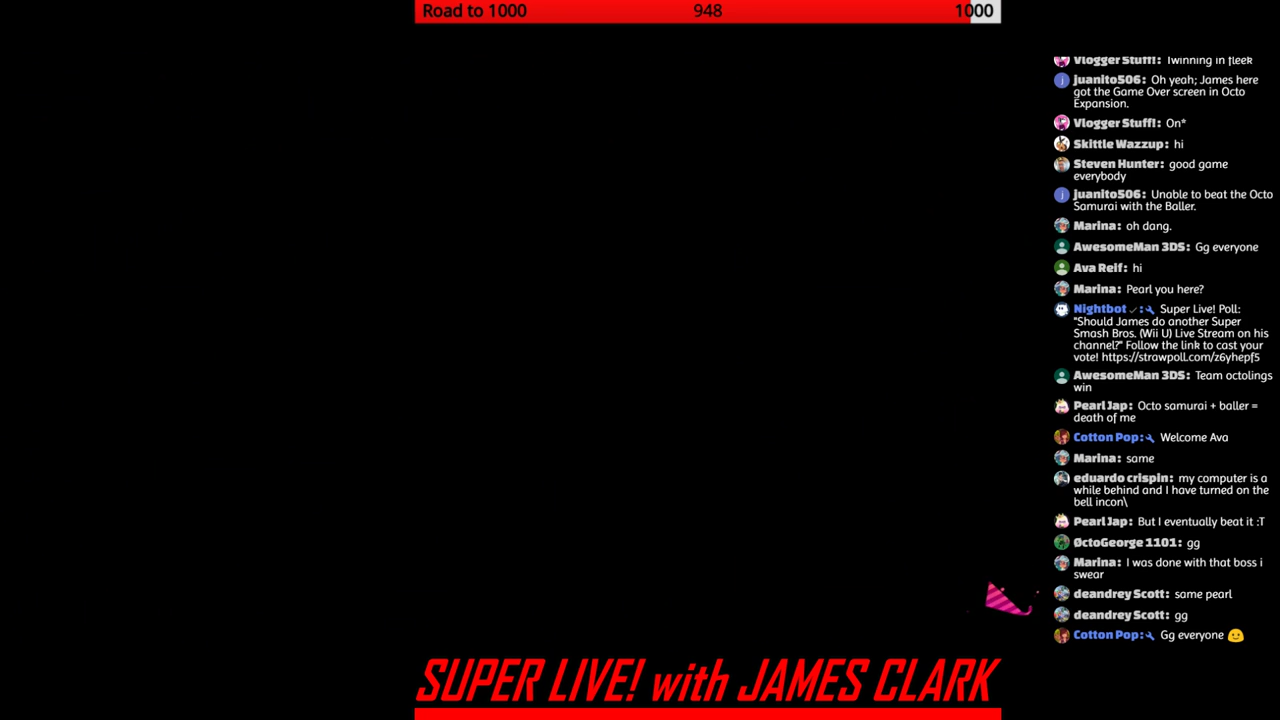 Road to 1000 948 1000
Vlogger Stuff!: Twinning in fleek
juanito506: Oh yeah; James here
got the Game Over screen in Octo
Expansion.
Vlogger Stuff!: On*
Skittle Wazzup: hi
Steven Hunter: good game
everybody
juanito506: Unable to beat the Octo
Samurai with the Baller.
Marina: oh dang.
AwesomeMan 3DS: Gg everyone
Ava Reif: hi
Marina: Pearl you here?
Nightbot ✓: Super Live! Poll:
"Should James do another Super
Smash Bros. (Wii U) Live Stream on his
channel?" Follow the link to cast your
vote! https://strawpoll.com/z6yhepf5
AwesomeMan 3DS: Team octolings
win
Pearl Jap: Octo samurai + baller =
death of me
Cotton Pop: Welcome Ava
Marina: same
eduardo crispin: my computer is a
while behind and I have turned on the
bell incon\
Pearl Jap: But I eventually beat it :T
ØctoGeorge 1101: gg
Marina: I was done with that boss i
swear
deandrey Scott: same pearl
deandrey Scott: gg
Cotton Pop: Gg everyone 🙂
SUPER LIVE! with JAMES CLARK